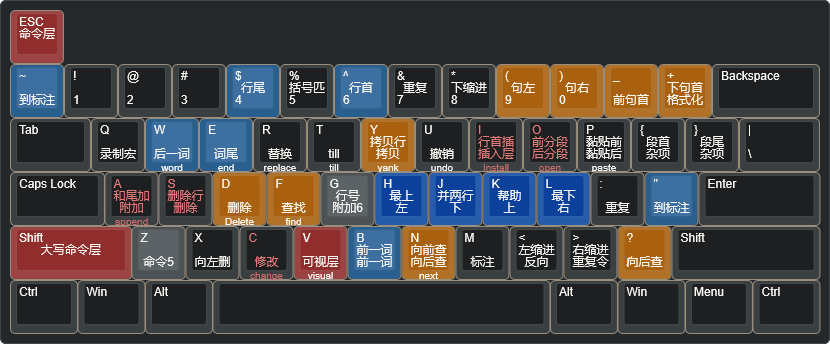 ESC
命令层
~
到标注
!
1
@
2
#
3
$
行尾
4
%
括号匹
5
^
行首
6
&
重复
7
*
下缩进
8
(
句左
9
)
句右
0
_
前句首
+
下句首
格式化
Backspace
Tab
Q
录制宏
W
后一词
word
E
词尾
end
R
替换
replace
T
till
till
Y
拷贝行
拷贝
yank
U
撤销
undo
I
行首插
插入层
Install
O
前分段
后分段
open
P
黏贴前
黏贴后
paste
{
段首
杂项
}
段尾
杂项
|
\
Caps Lock
A
和尾加
附加
append
S
删除行
删除
D
删除
Delete
F
查找
find
G
行号
附加6
H
最上
左
J
并两行
下
K
帮助
上
L
最下
右
:
重复
"
到标注
Enter
Shift
大写命令层
Z
命令5
X
向左删
C
修改
change
V
可视层
visual
B
前一词
前一词
N
向前查
向后查
next
M
标注
<
左缩进
反向
>
右缩进
重复令
?
向后查
Shift
Ctrl
Win
Alt
Alt
Win
Menu
Ctrl